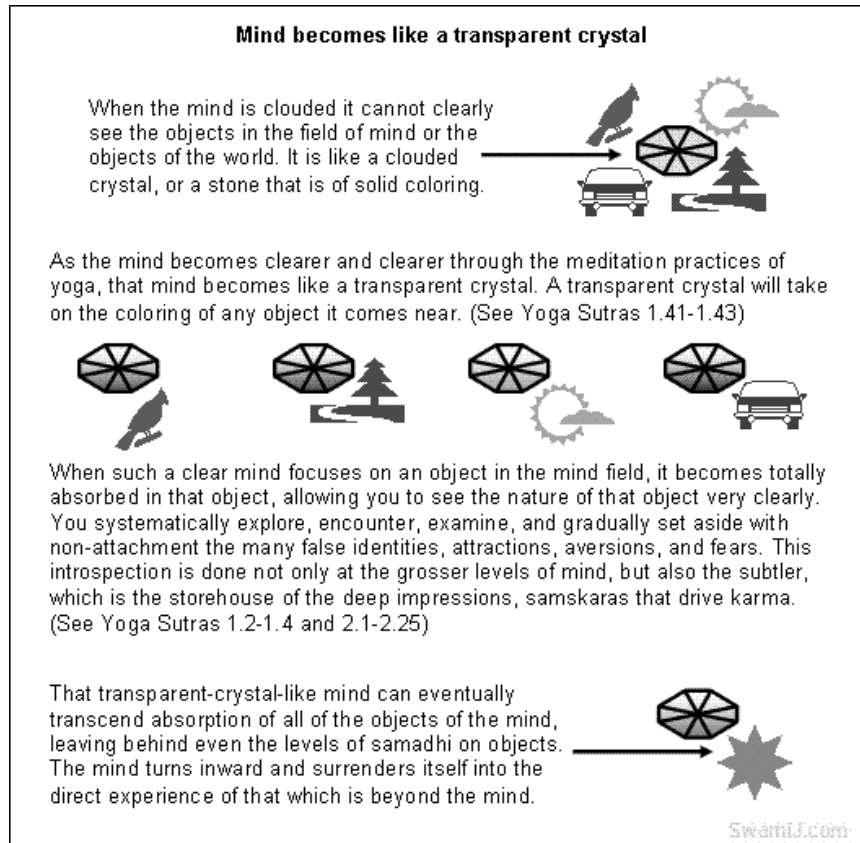 Mind becomes like a transparent crystal
When the mind is clouded it cannot clearly
see the objects in the field of mind or the
objects of the world. It is like a clouded
crystal, or a stone that is of solid coloring.
As the mind becomes clearer and clearer through the meditation practices of
yoga, that mind becomes like a transparent crystal. A transparent crystal will take
on the coloring of any object it comes near. (See Yoga Sutras 1.41-1.43)
When such a clear mind focuses on an object in the mind field, it becomes totally
absorbed in that object, allowing you to see the nature of that object very clearly.
You systematically explore, encounter, examine, and gradually set aside with
non-attachment the many false identities, attractions, aversions, and fears. This
introspection is done not only at the grosser levels of mind, but also the subtler,
which is the storehouse of the deep impressions, samskaras that drive karma.
(See Yoga Sutras 1.2-1.4 and 2.1-2.25)
That transparent-crystal-like mind can eventually
transcend absorption of all of the objects of the mind,
leaving behind even the levels of samadhi on objects.
The mind turns inward and surrenders itself into the
direct experience of that which is beyond the mind.
SwamiJ.com